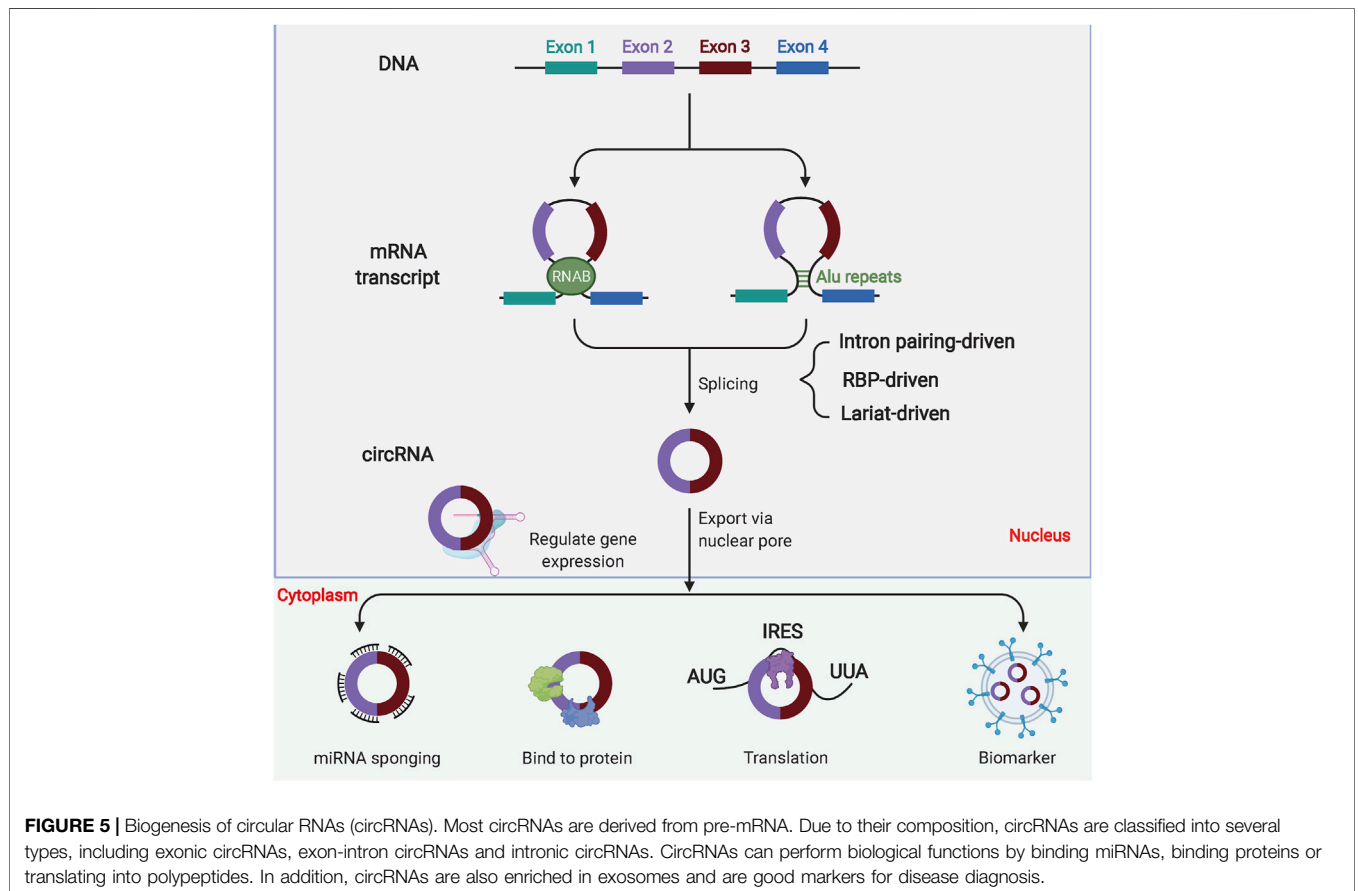 Exon 1 Exon 2 Exon 3 Exon 4
DNA
mRNA
transcript
RNAB
Alu repeats
Splicing
Intron pairing-driven
RBP-driven
Lariat-driven
circRNA
Regulate gene
expression
Export via
nuclear pore
Nucleus
Cytoplasm
IRES
AUG
UUA
miRNA sponging
Bind to protein
Translation
Biomarker
FIGURE 5 | Biogenesis of circular RNAs (circRNAs). Most circRNAs are derived from pre-mRNA. Due to their composition, circRNAs are classified into several
types, including exonic circRNAs, exon-intron circRNAs and intronic circRNAs. CircRNAs can perform biological functions by binding miRNAs, binding proteins or
translating into polypeptides. In addition, circRNAs are also enriched in exosomes and are good markers for disease diagnosis.